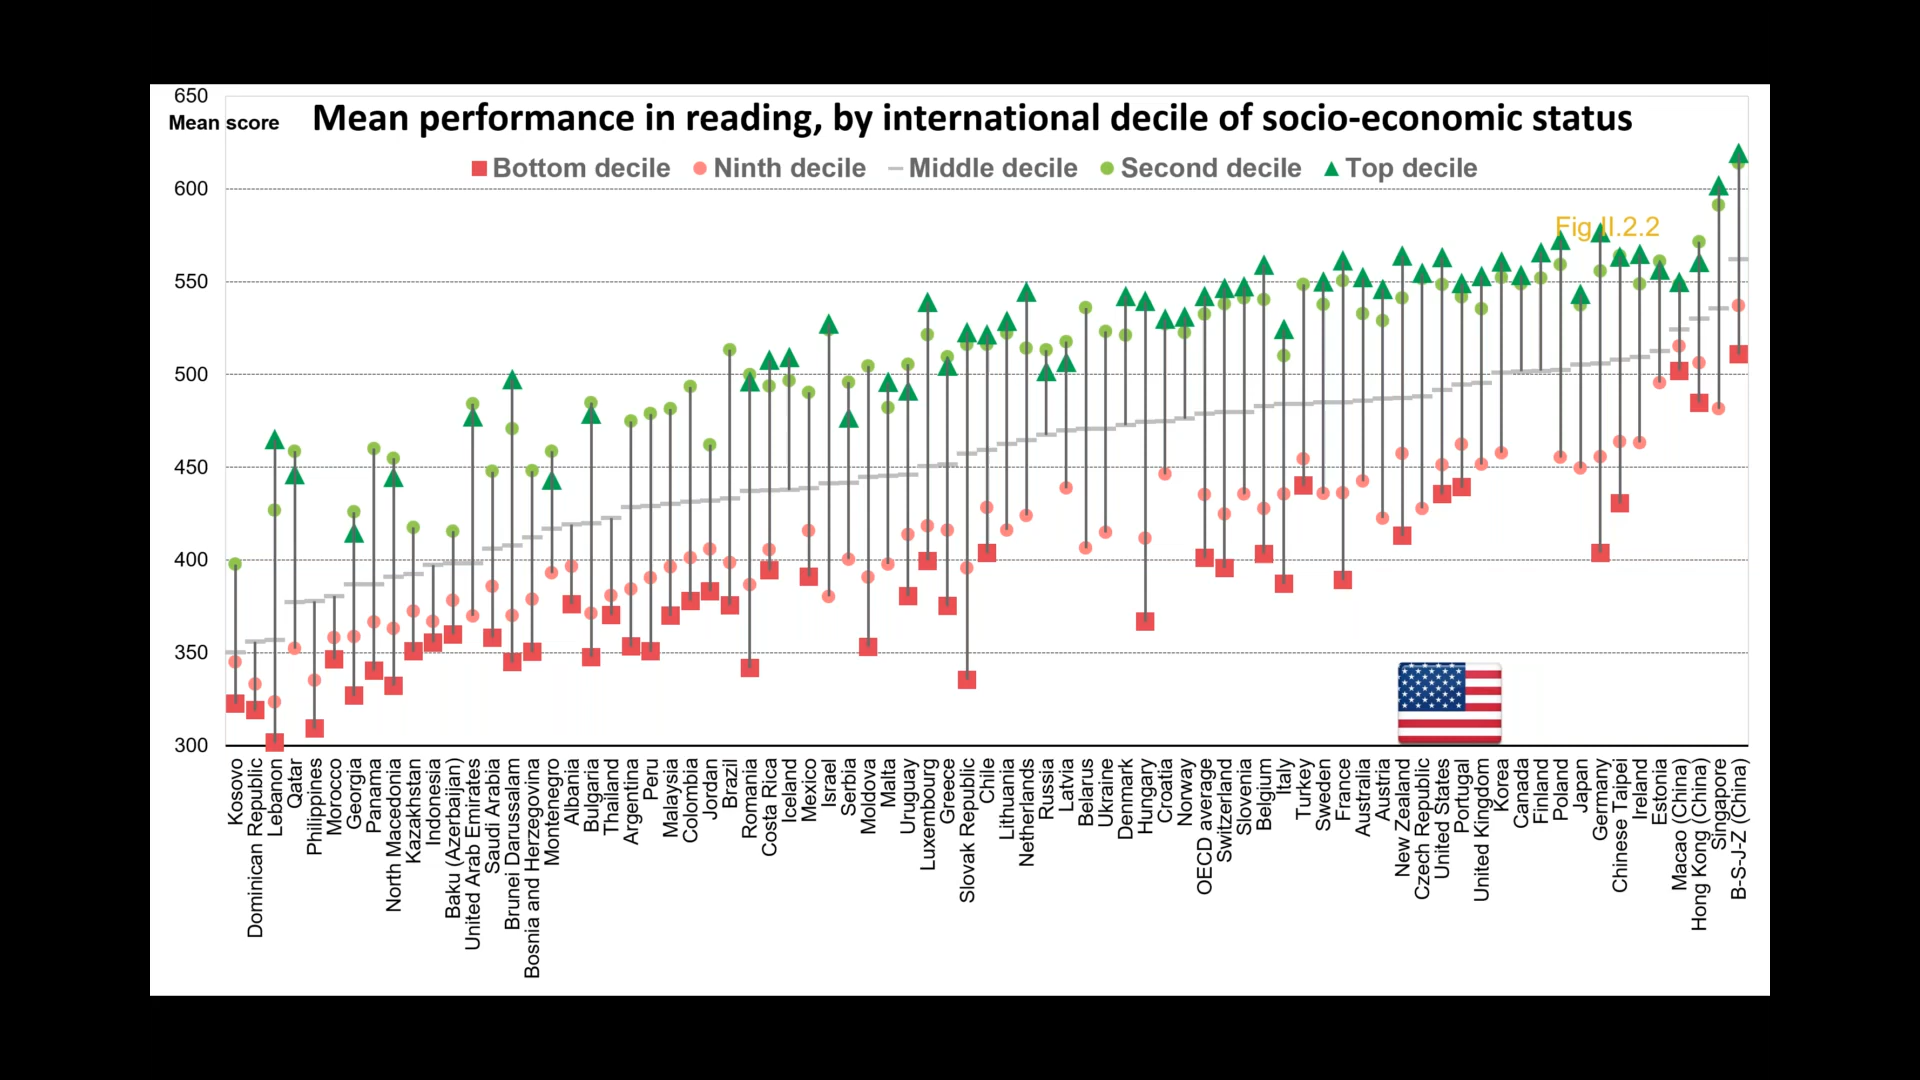 650
Mean score
Mean performance in reading, by international decile of socio-economic status
Bottom decile Ninth decile Middle decile Second decile Top decile
600
Fig II.2.2
550
500
450
400
350
300
Kosovo
Dominican Republic
Lebanon
Qatar
Philippines
Morocco
Georgia
Panama
North Macedonia
Kazakhstan
Indonesia
Baku (Azerbaijan)
United Arab Emirates
Saudi Arabia
Brunei Darussalam
Bosnia and Herzegovina
Montenegro
Albania
Bulgaria
Thailand
Argentina
Peru
Malaysia
Colombia
Jordan
Brazil
Romania
Costa Rica
Iceland
Mexico
Israel
Serbia
Moldova
Malta
Uruguay
Luxembourg
Greece
Slovak Republic
Chile
Lithuania
Netherlands
Russia
Latvia
Belarus
Ukraine
Denmark
Hungary
Croatia
Norway
OECD average
Switzerland
Slovenia
Belgium
Italy
Turkey
Sweden
France
Australia
Austria
New Zealand
Czech Republic
United States
Portugal
United Kingdom
Korea
Canada
Finland
Poland
Japan
Germany
Chinese Taipei
Ireland
Estonia
Macao (China)
Hong Kong (China)
Singapore
B-S-J-Z (China)